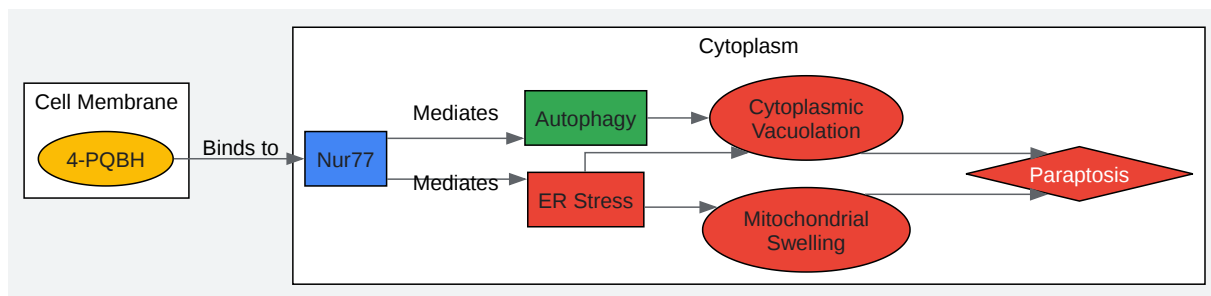 Cytoplasm
Cell Membrane
4-PQBH
Binds to
Nur77
Mediates
Autophagy
Cytoplasmic
Vacuolation
Mediates
ER Stress
Mitochondrial
Swelling
Paraptosis